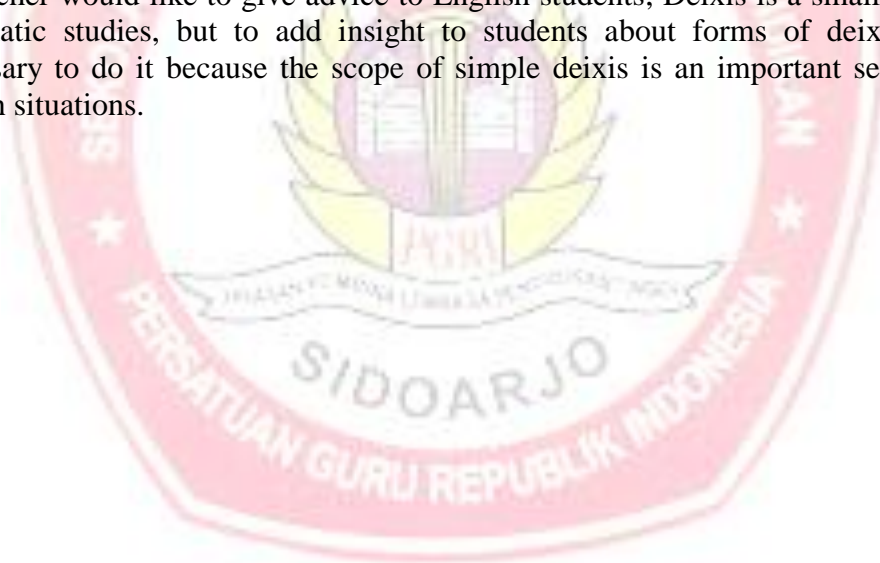 cher would like to give advice to English students, Deixis is a small
atic studies, but to add insight to students about forms of deix
sary to do it because the scope of simple deixis is an important se
n situations.
PGRI
SIDOARJO
PERSATUAN GURU REPUBLIK INDONESIA